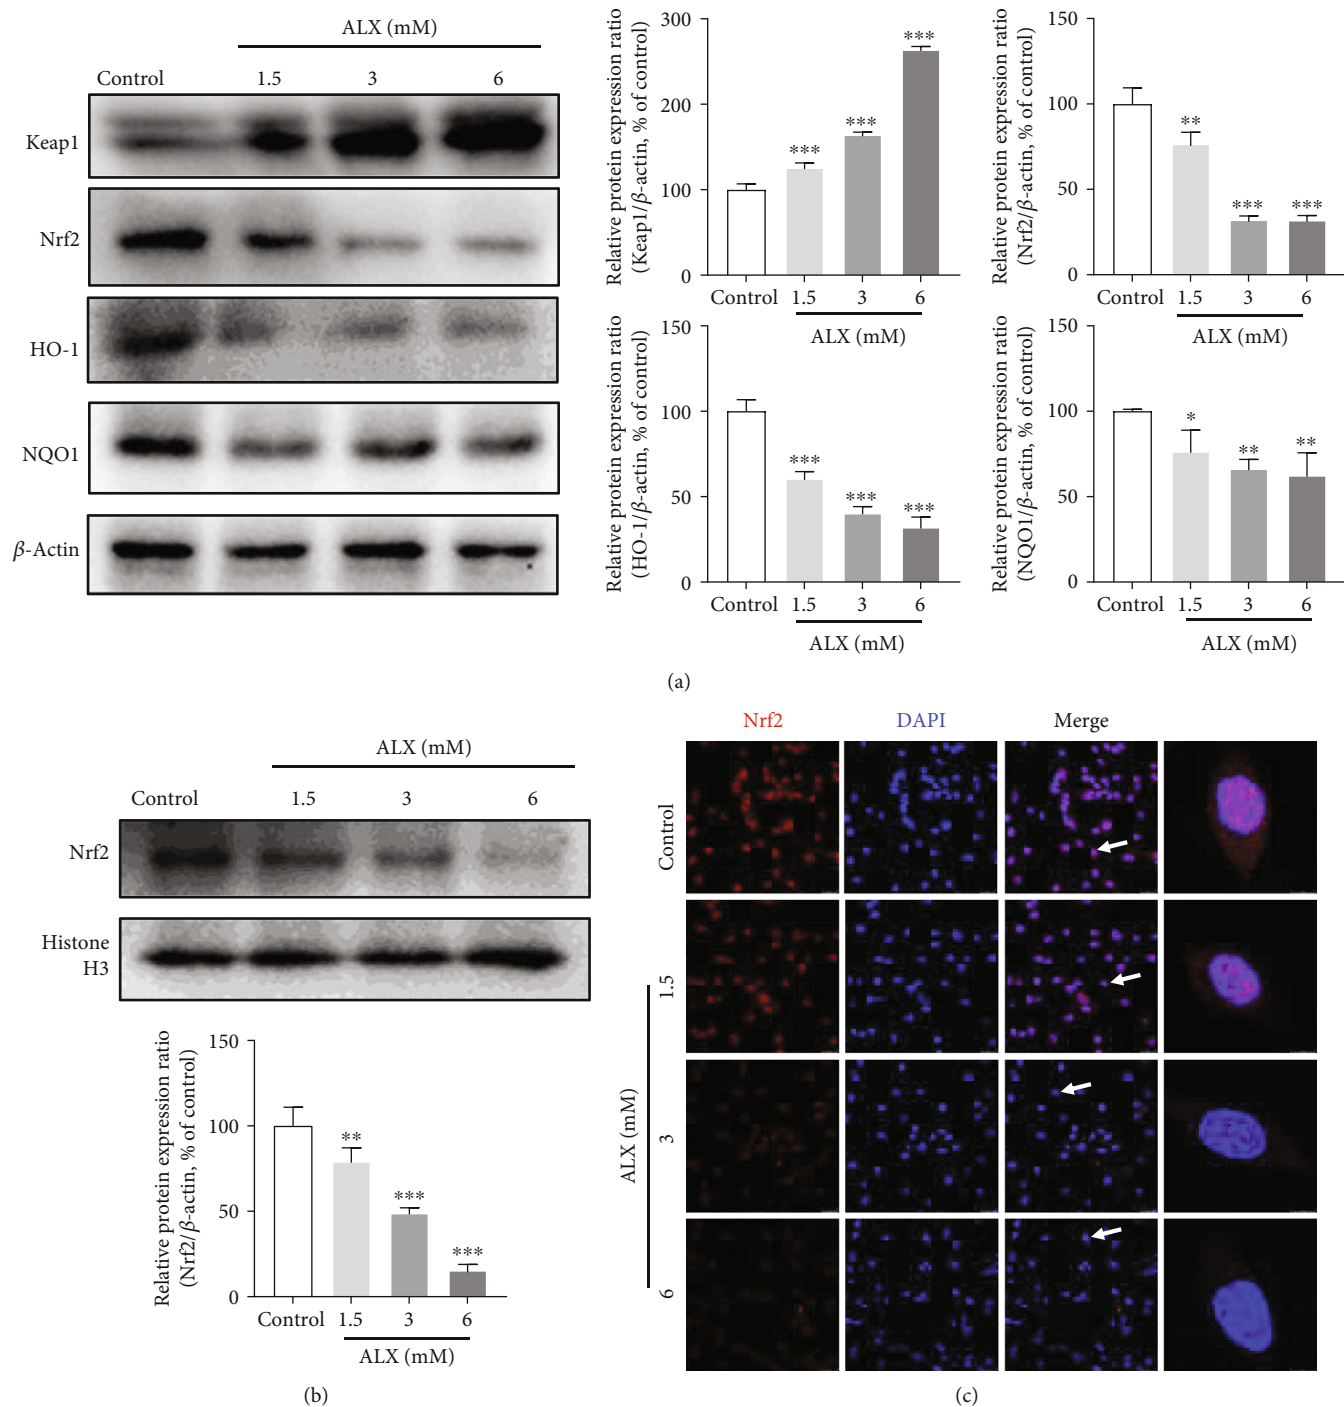 ALX (mM)
Control 1.5 3 6
Keap1
Nrf2
HO-1
NQO1
β-Actin
Relative protein expression ratio
(Keap1/β-actin, % of control)
300
200
100
0
***
***
***
Control 1.5 3 6
ALX (mM)
Relative protein expression ratio
(Nrf2/β-actin, % of control)
150
100
50
0
**
***
***
Control 1.5 3 6
ALX (mM)
Relative protein expression ratio
(HO-1/β-actin, % of control)
150
100
50
0
***
***
***
Control 1.5 3 6
ALX (mM)
Relative protein expression ratio
(NQO1/β-actin, % of control)
150
100
50
0
*
**
**
Control 1.5 3 6
ALX (mM)
(a)
ALX (mM)
Control 1.5 3 6
Nrf2
Histone
H3
Relative protein expression ratio
(Nrf2/β-actin, % of control)
150
100
50
0
**
***
***
Control 1.5 3 6
ALX (mM)
(b)
Nrf2 DAPI Merge
Control
1.5
3
6
ALX (mM)
(c)